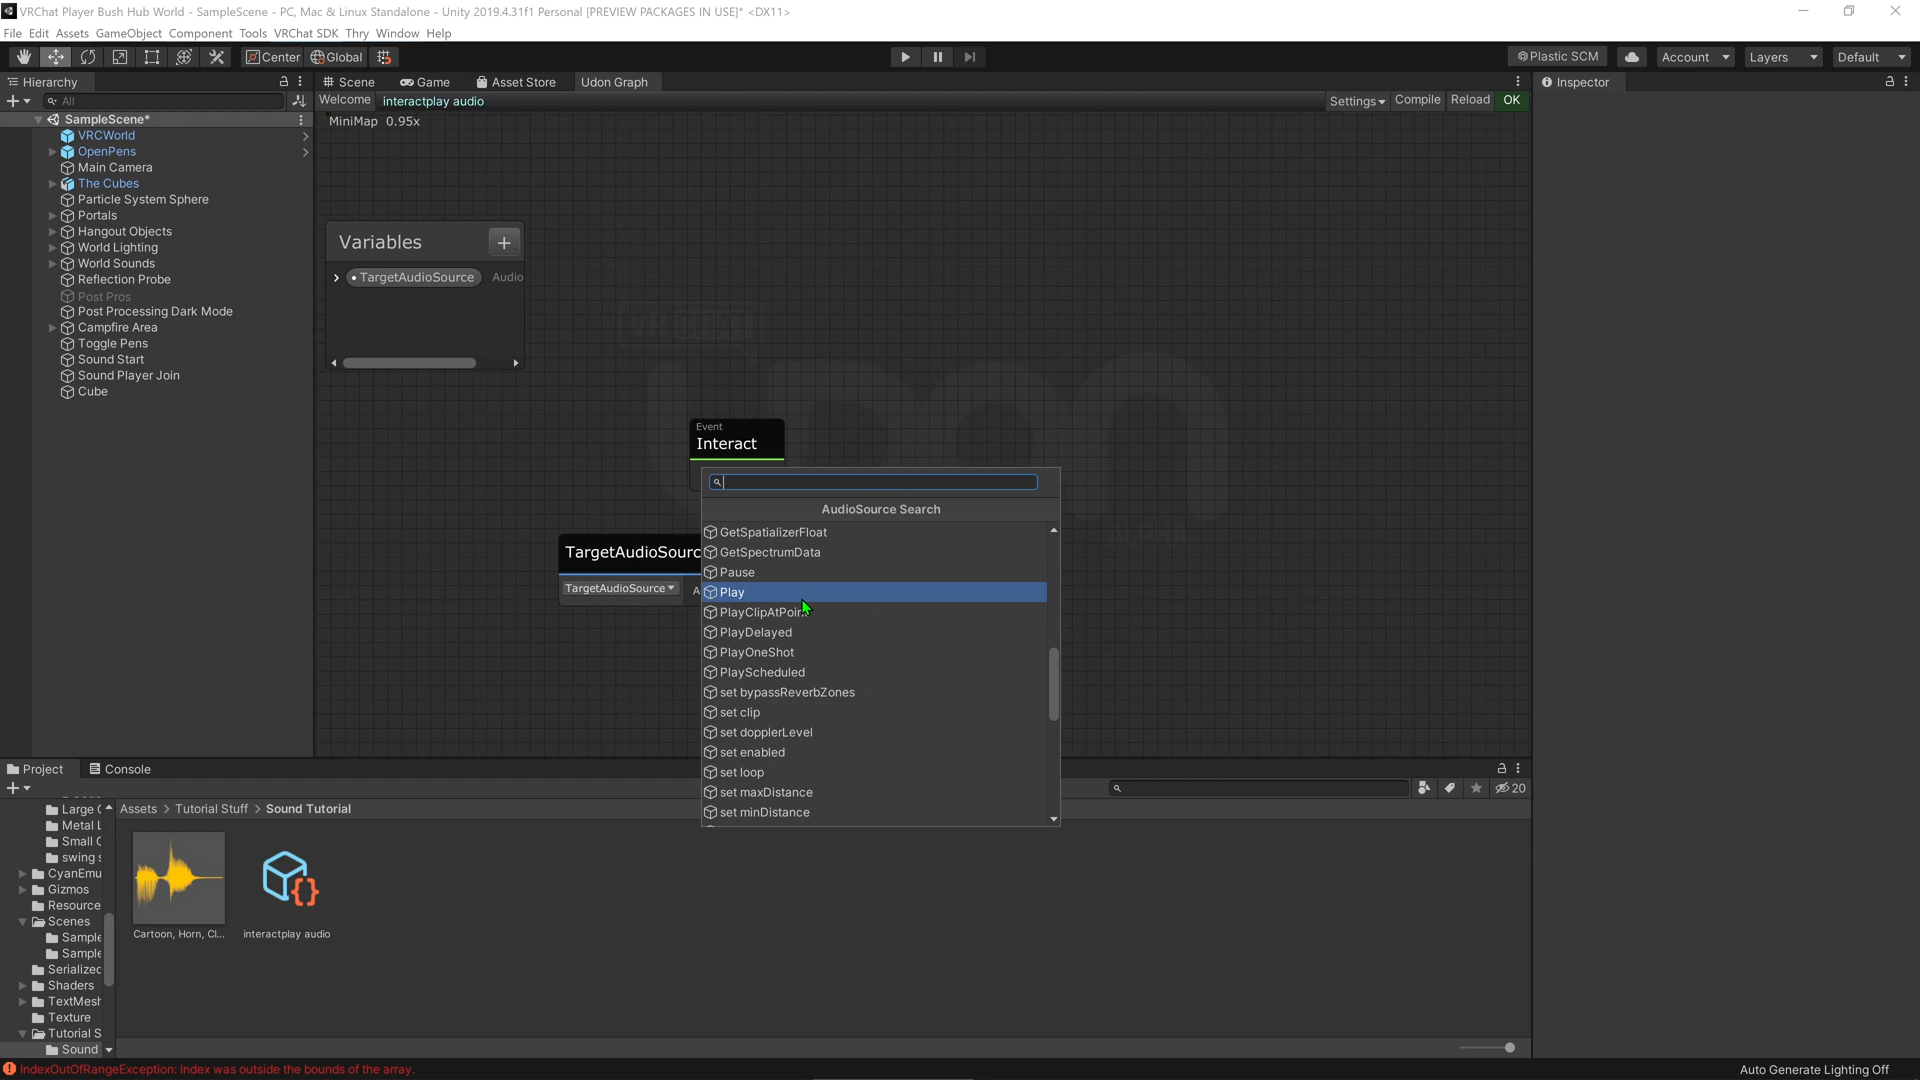 VRChat Player Bush Hub World - SampleScene - PC, Mac & Linux Standalone - Unity 2019.4.31f1 Personal [PREVIEW PACKAGES IN USE]* <DX11>
File Edit Assets GameObject Component Tools VRChat SDK Thry Window Help
Center Global Plastic SCM Account Layers Default
Hierarchy Scene Game Asset Store Udon Graph Inspector
All Welcome interactplay audio Settings Compile Reload OK
SampleScene* MiniMap 0.95x
VRCWorld
OpenPens
Main Camera
The Cubes
Particle System Sphere
Portals
Hangout Objects
World Lighting
World Sounds
Reflection Probe
Post Pros
Post Processing Dark Mode
Campfire Area
Toggle Pens
Sound Start
Sound Player Join
Cube
Variables +
TargetAudioSource Audio
VRCHAT
ALPHA
Event
Interact
TargetAudioSourc
TargetAudioSource A
AudioSource Search
GetSpatializerFloat
GetSpectrumData
Pause
Play
PlayClipAtPoin
PlayDelayed
PlayOneShot
PlayScheduled
set bypassReverbZones
set clip
set dopplerLevel
set enabled
set loop
set maxDistance
set minDistance
Project Console
20
Assets > Tutorial Stuff > Sound Tutorial
Large (
Metal L
Small C
swing s
CyanEmu
Gizmos
Resource
Scenes
Sample
Sample
Serialized
Shaders
TextMesh
Texture
Tutorial S
Sound
Cartoon, Horn, Cl... interactplay audio
IndexOutOfRangeException: Index was outside the bounds of the array.
Auto Generate Lighting Off